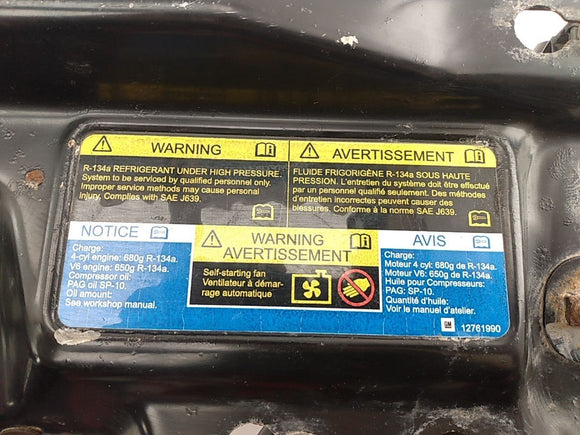 WARNING
R-134a REFRIGERANT UNDER HIGH PRESSURE.
System to be serviced by qualified personnel only.
Improper service methods may cause personal
injury, Complies with SAE J639.
AVERTISSEMENT
FLUIDE FRIGORIGÈNE R-134a SOUS HAUTE
PRESSION. L'entretien du système doit être effectué
par un personnel qualifié seulement. Des méthodes
d'entretien incorrectes peuvent causer des
blessures. Conforme à la norme SAE J639.
NOTICE
Charge:
4-cyl engine: 680g R-134a.
V6 engine: 650g R-134a.
Compressor oil:
PAG oil SP-10.
Oil amount:
See workshop manual.
WARNING
AVERTISSEMENT
Self-starting fan
Ventilateur à démar-
rage automatique
AVIS
Charge:
Moteur 4-cyl: 680g de R-134a.
Moteur V6: 650g de R-134a.
Huile pour Compresseurs:
PAG: SP-10.
Quantité d'huile:
Voir le manuel d'atelier.
GM
12761990